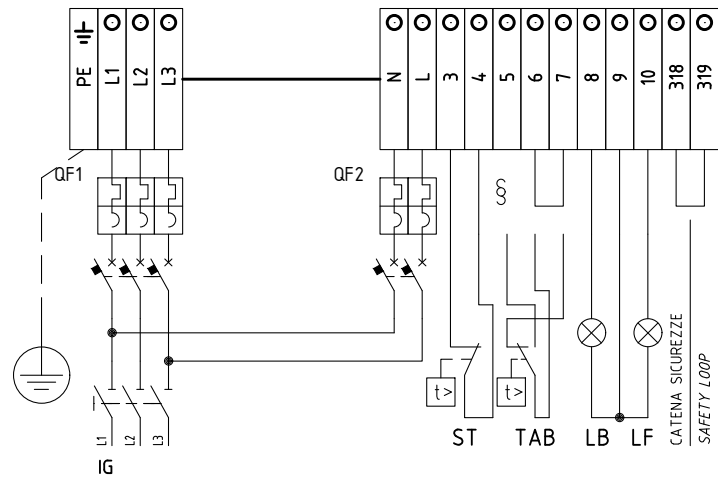 PE L1 L2 L3 N L 3 4 5 6 7 8 9 10 318 319
QF1 QF2 §
t> t>
CATENA SICUREZZE
SAFETY LOOP
L1 L2 L3 ST TAB LB LF
IG